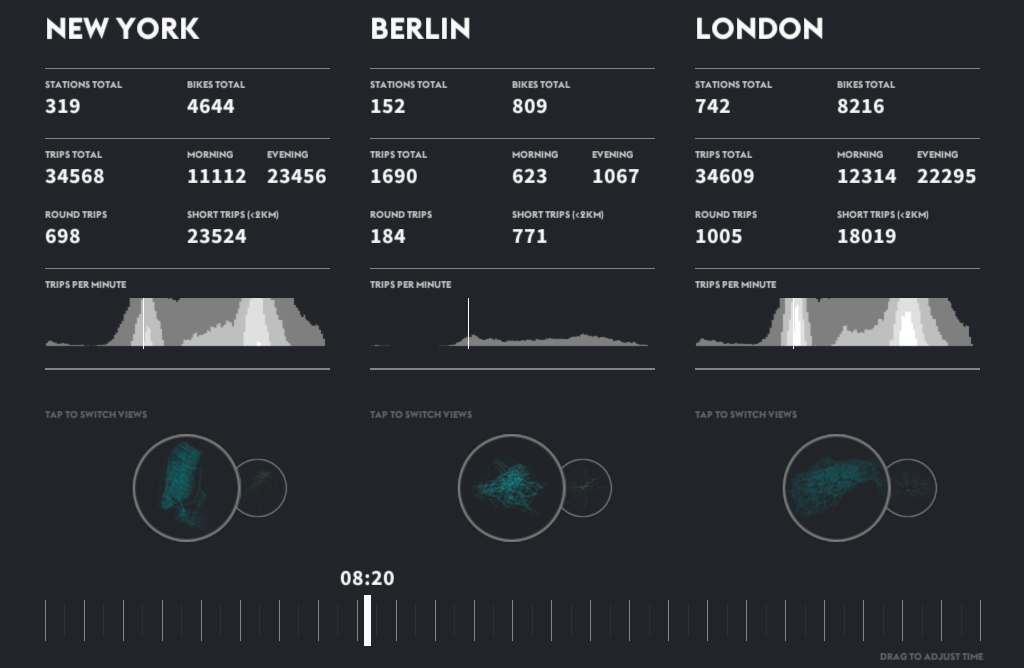 NEW YORK
STATIONS TOTAL BIKES TOTAL
319 4644
TRIPS TOTAL MORNING EVENING
34568 11112 23456
ROUND TRIPS SHORT TRIPS (<2KM)
698 23524
TRIPS PER MINUTE
TAP TO SWITCH VIEWS
BERLIN
STATIONS TOTAL BIKES TOTAL
152 809
TRIPS TOTAL MORNING EVENING
1690 623 1067
ROUND TRIPS SHORT TRIPS (<2KM)
184 771
TRIPS PER MINUTE
TAP TO SWITCH VIEWS
LONDON
STATIONS TOTAL BIKES TOTAL
742 8216
TRIPS TOTAL MORNING EVENING
34609 12314 22295
ROUND TRIPS SHORT TRIPS (<2KM)
1005 18019
TRIPS PER MINUTE
TAP TO SWITCH VIEWS
08:20
DRAG TO ADJUST TIME